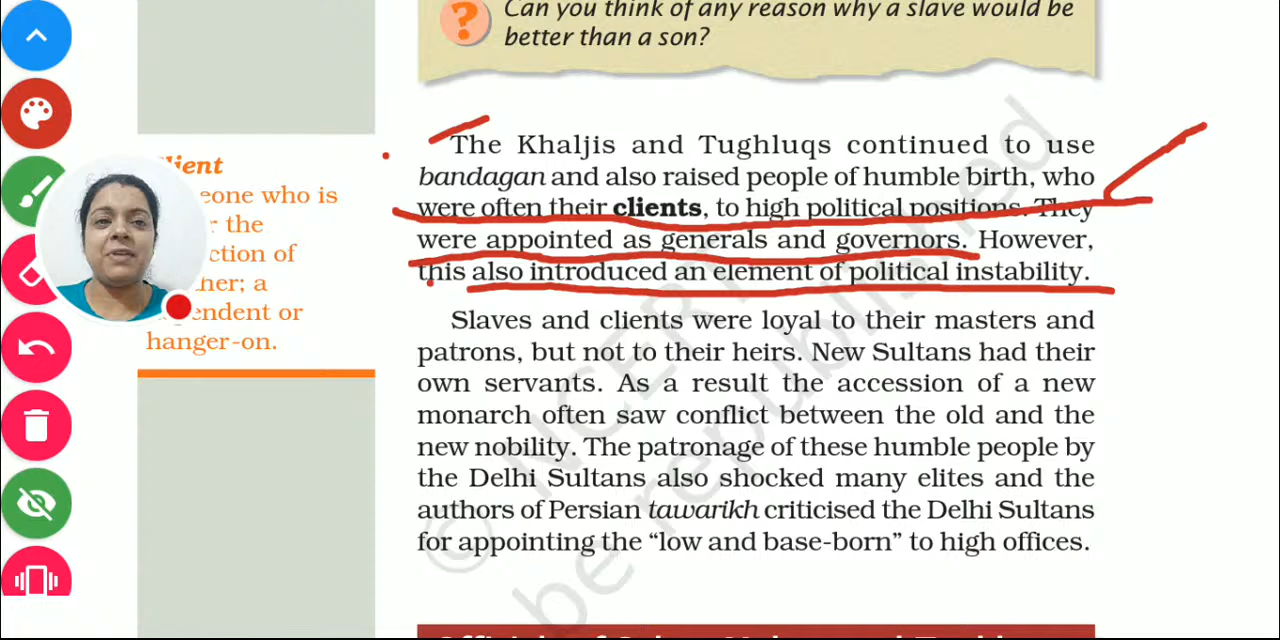 Can you think of any reason why a slave would be
better than a son?
The Khaljis and Tughluqs continued to use
bandagan and also raised people of humble birth, who
were often their clients, to high political positions. They
were appointed as generals and governors. However,
this also introduced an element of political instability.
Slaves and clients were loyal to their masters and
patrons, but not to their heirs. New Sultans had their
own servants. As a result the accession of a new
monarch often saw conflict between the old and the
new nobility. The patronage of these humble people by
the Delhi Sultans also shocked many elites and the
authors of Persian tawarikh criticised the Delhi Sultans
for appointing the “low and base-born” to high offices.
who is
the
of
a
or
hanger-on.
© NCERT
be republished